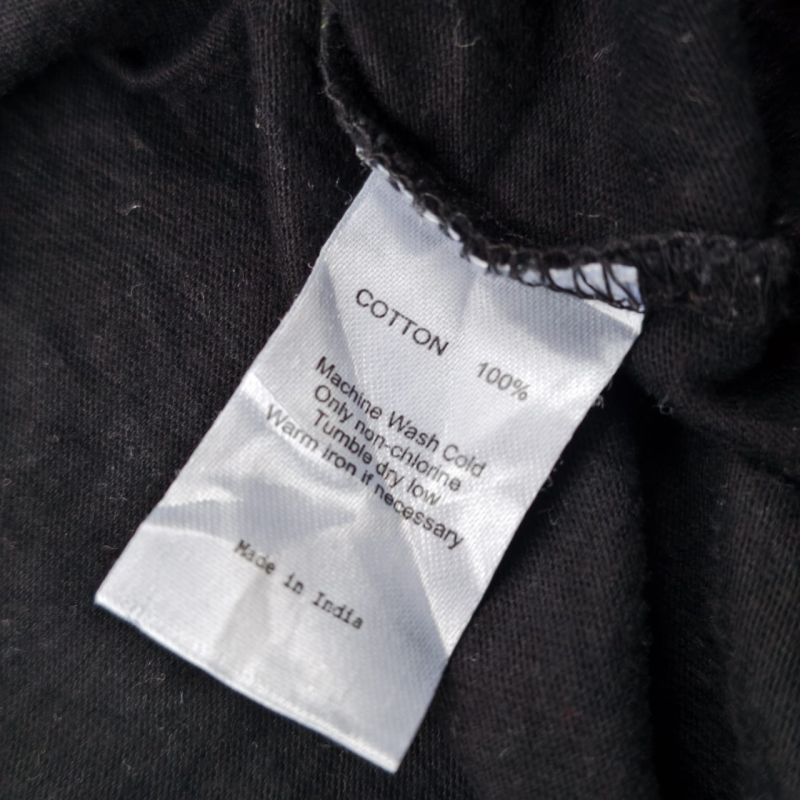 COTTON 100%
Machine Wash Cold
Only non-chlorine
Tumble dry low
Warm iron if necessary
Made in India